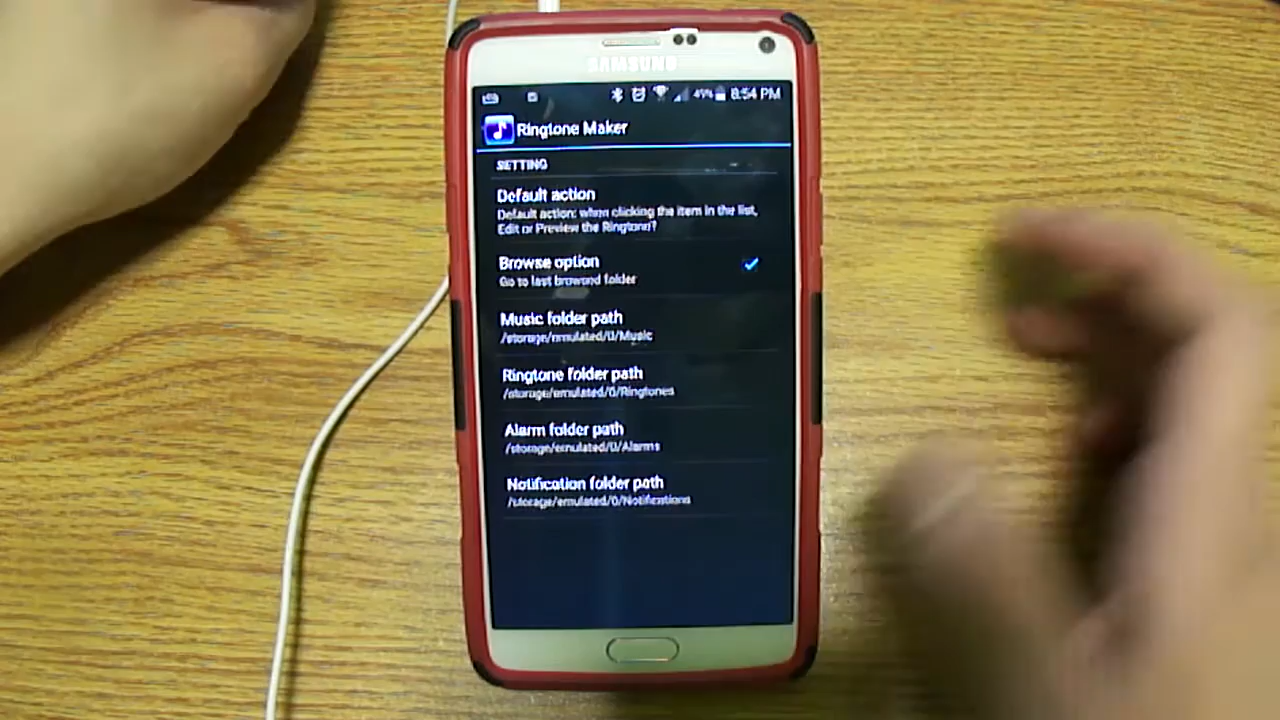 SAMSUNG
49% 8:54 PM
Ringtone Maker
SETTING
Default action
Default action: when clicking the item in the list,
Edit or Preview the Ringtone?
Browse option
Go to last browsed folder
Music folder path
/storage/emulated/0/Music
Ringtone folder path
/storage/emulated/0/Ringtones
Alarm folder path
/storage/emulated/0/Alarms
Notification folder path
/storage/emulated/0/Notifications